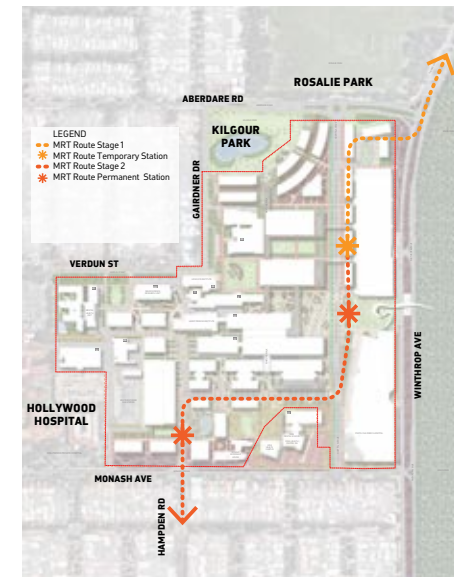 ROSALIE PARK
ABERDARE RD
KILGOUR
PARK
LEGEND
MRT Route Stage 1
MRT Route Temporary Station
MRT Route Stage 2
MRT Route Permanent Station
GAIRDNER DR
VERDUN ST
WINTHROP AVE
HOLLYWOOD
HOSPITAL
MONASH AVE
HAMPDEN RD